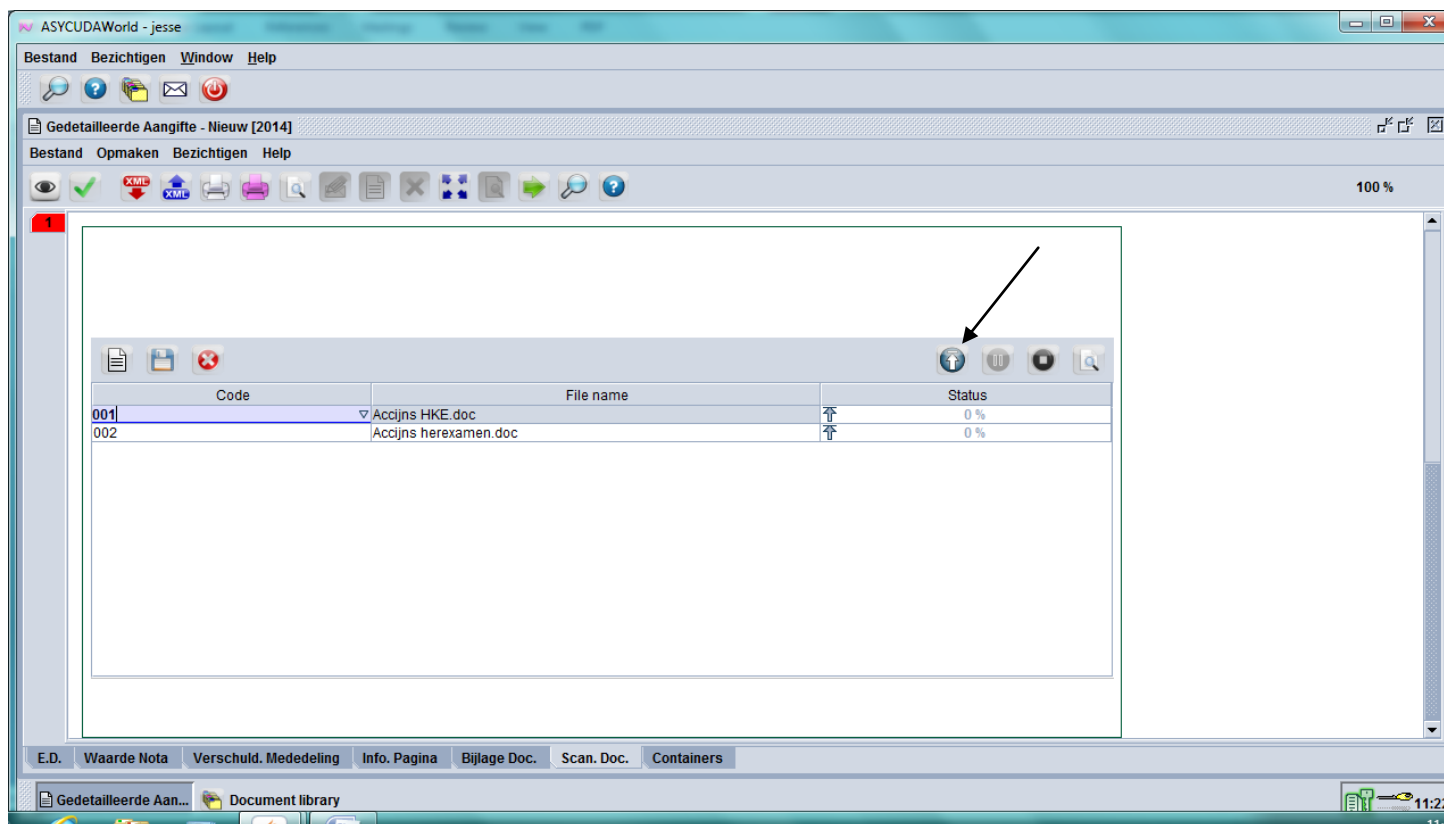 ASYCUDAWorld - jesse
Bestand Bezichtigen Window Help
Gedetailleerde Aangifte - Nieuw [2014]
Bestand Opmaken Bezichtigen Help
XML XML 100 %
1
Code File name Status
001 Accijns HKE.doc 0 %
002 Accijns herexamen.doc 0 %
E.D. Waarde Nota Verschuld. Mededeling Info. Pagina Bijlage Doc. Scan. Doc. Containers
Gedetailleerde Aan... Document library